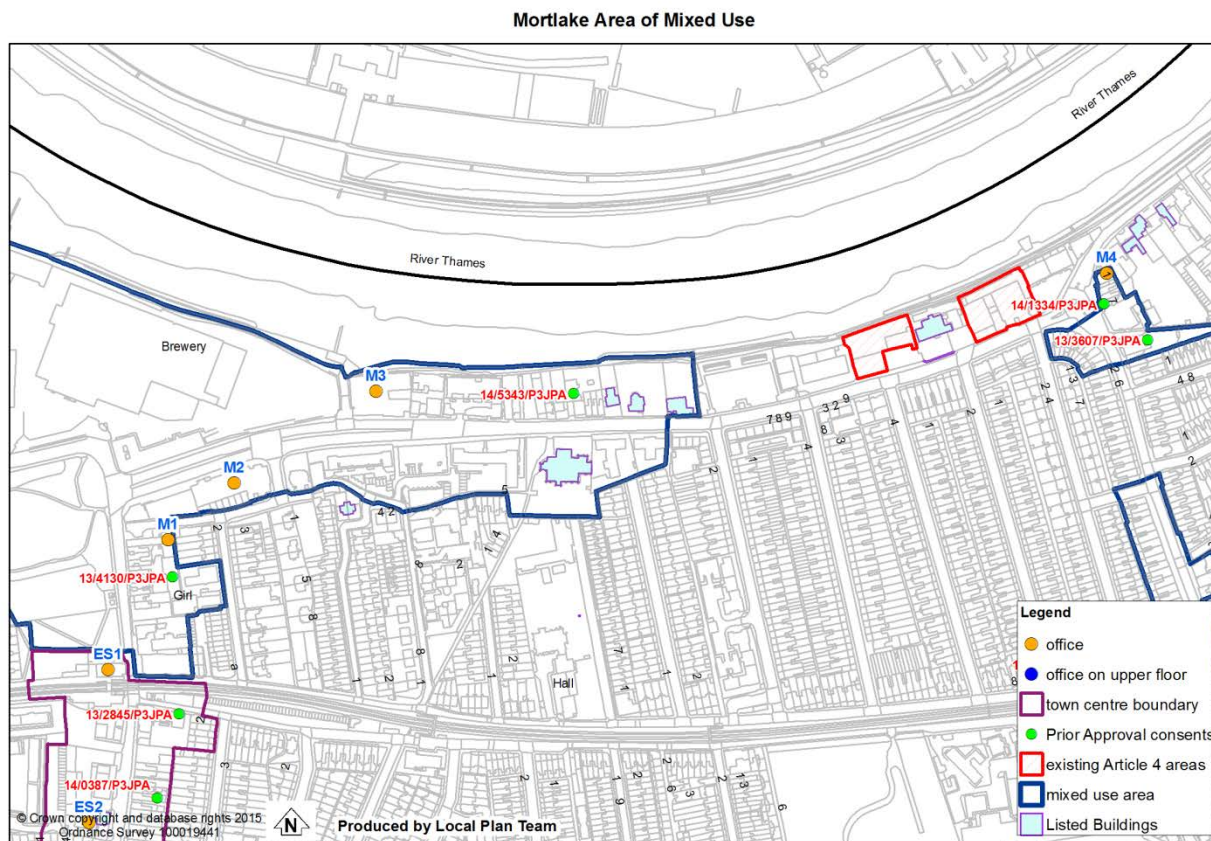 Mortlake Area of Mixed Use
River Thames
River Thames
Brewery
M4
14/1334/P3JPA
13/3607/P3JPA
M3
14/5343/P3JPA
M2
M1
13/4130/P3JPA
Girl
ES1
13/2845/P3JPA
14/0387/P3JPA
ES2
Hall
Legend
office
office on upper floor
town centre boundary
Prior Approval consents
existing Article 4 areas
mixed use area
Listed Buildings
© Crown copyright and database rights 2015
Ordnance Survey 100019441
N
Produced by Local Plan Team